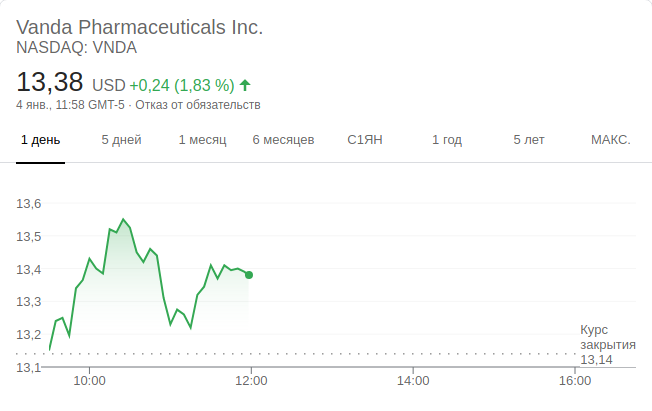 Vanda Pharmaceuticals Inc.
NASDAQ: VNDA
13,38 USD +0,24 (1,83 %)
4 янв., 11:58 GMT-5 · Отказ от обязательств
1 день 5 дней 1 месяц 6 месяцев С1ЯН 1 год 5 лет МАКС.
13,6
13,5
13,4
13,3
13,2
Курс
закрытия
13,14
13,1
10:00 12:00 14:00 16:00